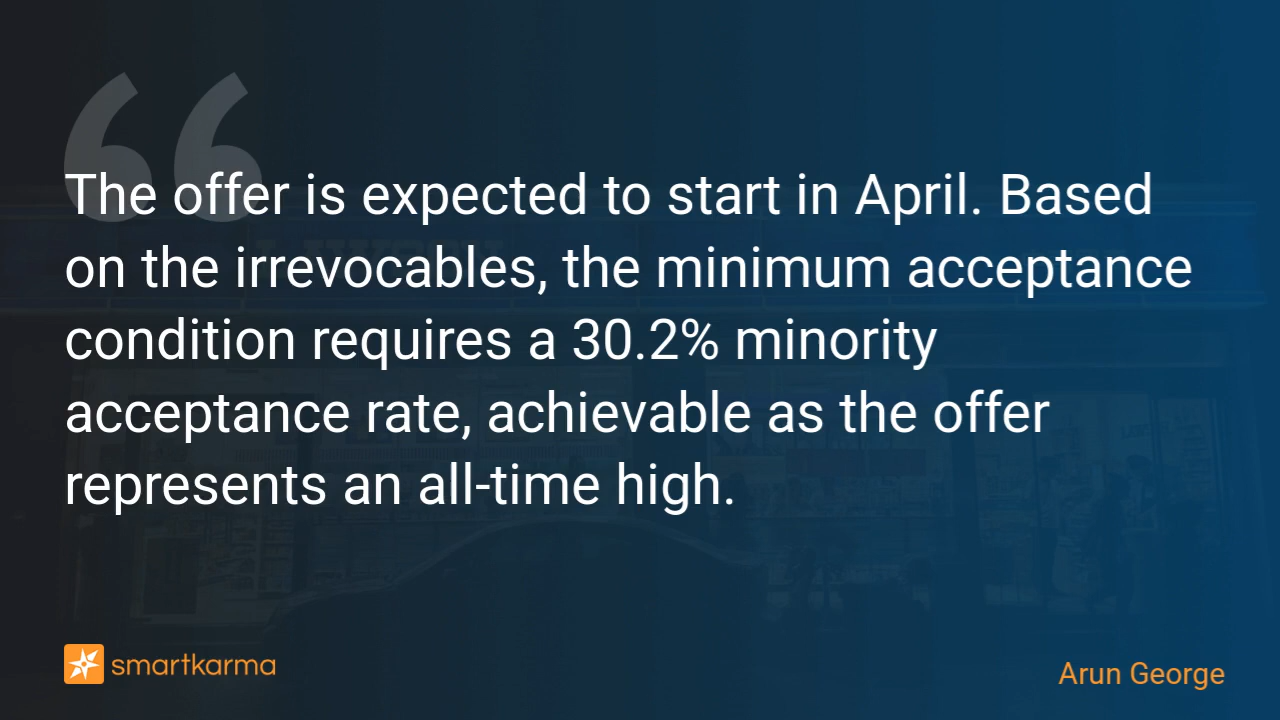 The offer is expected to start in April. Based
on the irrevocables, the minimum acceptance
condition requires a 30.2% minority
acceptance rate, achievable as the offer
represents an all-time high.
smartkarma
Arun George